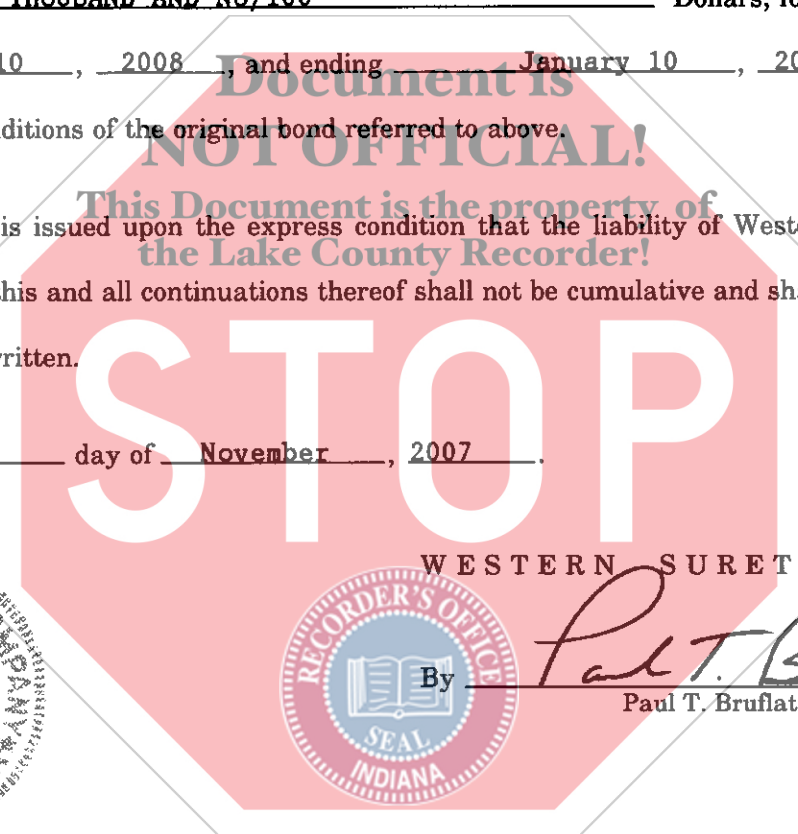 THOUSAND AND NO/100 Dollars,
10, 2008, and ending January 10, 20
Document is
ditions of the original bond referred to above.
NOT OFFICIAL!
This Document is the property of
is issued upon the express condition that the liability of West
the Lake County Recorder!
this and all continuations thereof shall not be cumulative and sh
ritten.
STOP
day of November, 2007.
WESTERN SURET
RECORDER'S OFFICE
SEAL
INDIANA
By Paul T.
Paul T. Bruflat
MPANY